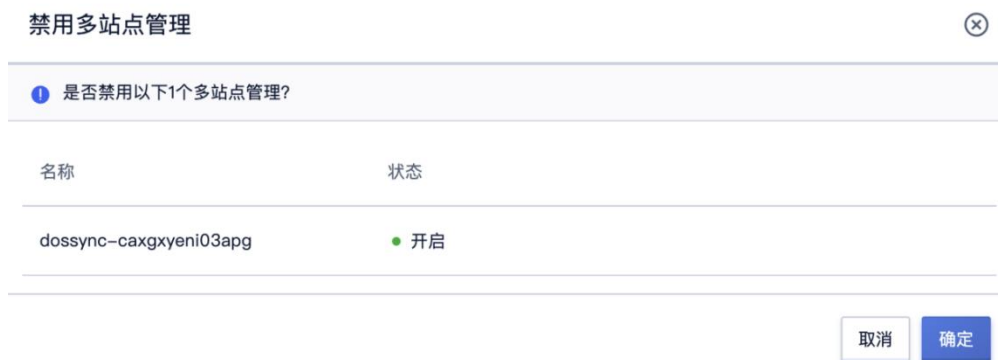 禁用多站点管理
是否禁用以下1个多站点管理?
名称 状态
dossync-caxgxyeni03apg 开启
取消 确定